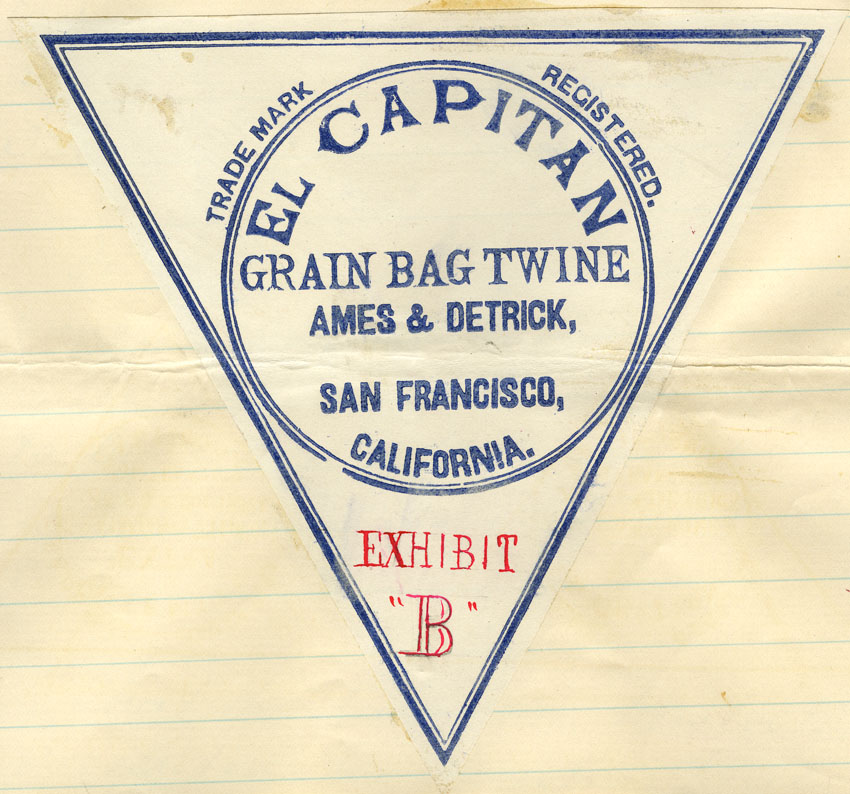 TRADE MARK
REGISTERED.
EL CAPITAN
GRAIN BAG TWINE
AMES & DETRICK,
SAN FRANCISCO,
CALIFORNIA.
EXHIBIT
"B"